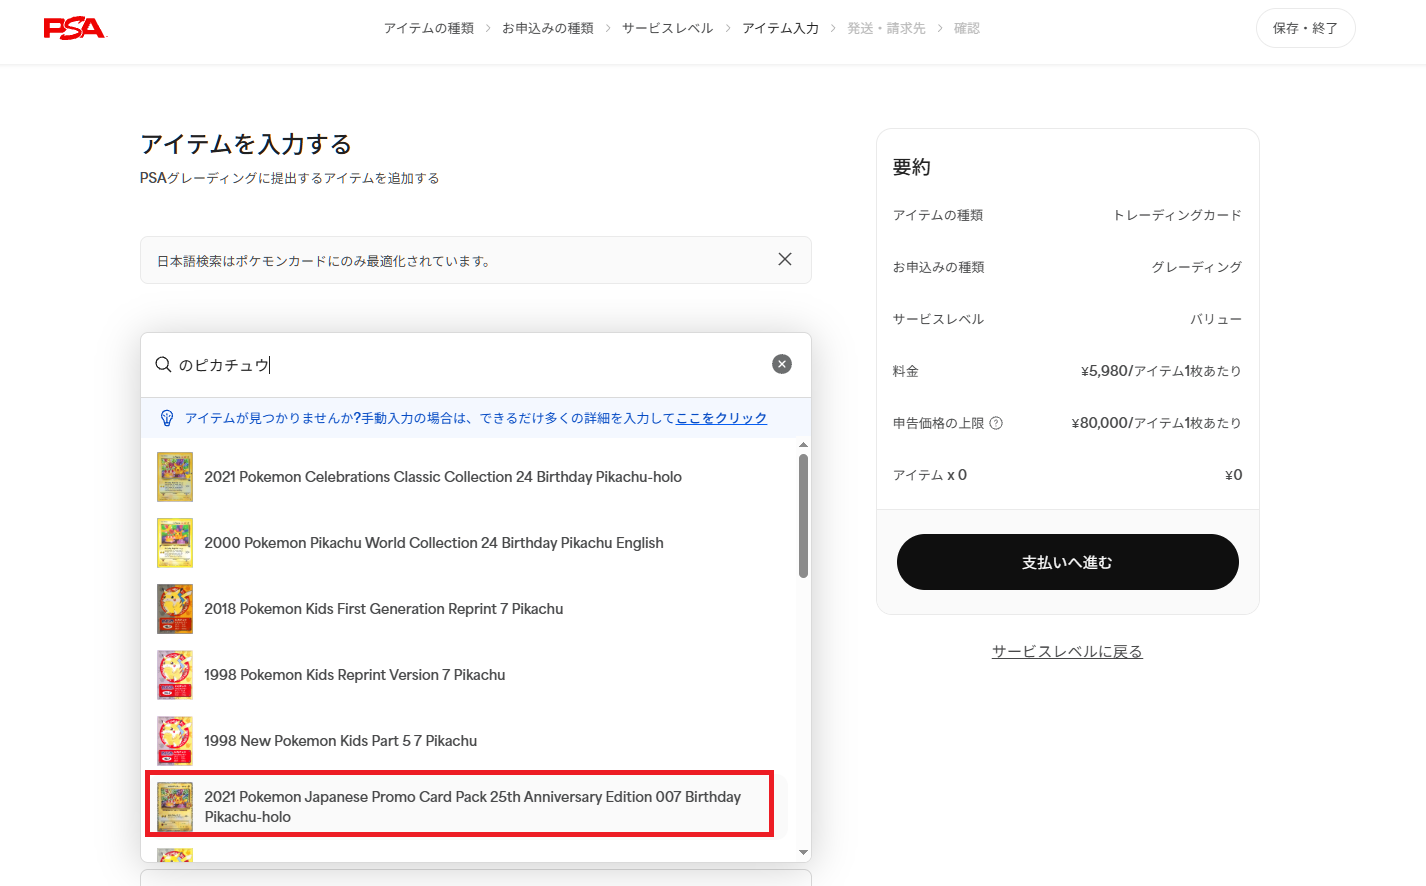 PSA
アイテムの種類 > お申込みの種類 > サービスレベル > アイテム入力 > 発送・請求先 > 確認
保存・終了
アイテムを入力する
PSAグレーディングに提出するアイテムを追加する
日本語検索はポケモンカードにのみ最適化されています。
のピカチュウ
アイテムが見つかりませんか?手動入力の場合は、できるだけ多くの詳細を入力してここをクリック
2021 Pokemon Celebrations Classic Collection 24 Birthday Pikachu-holo
2000 Pokemon Pikachu World Collection 24 Birthday Pikachu English
2018 Pokemon Kids First Generation Reprint 7 Pikachu
1998 Pokemon Kids Reprint Version 7 Pikachu
1998 New Pokemon Kids Part 5 7 Pikachu
2021 Pokemon Japanese Promo Card Pack 25th Anniversary Edition 007 Birthday
Pikachu-holo
要約
アイテムの種類 トレーディングカード
お申込みの種類 グレーディング
サービスレベル バリュー
料金 ¥5,980/アイテム1枚あたり
申告価格の上限 ? ¥80,000/アイテム1枚あたり
アイテム x 0 ¥0
支払いへ進む
サービスレベルに戻る